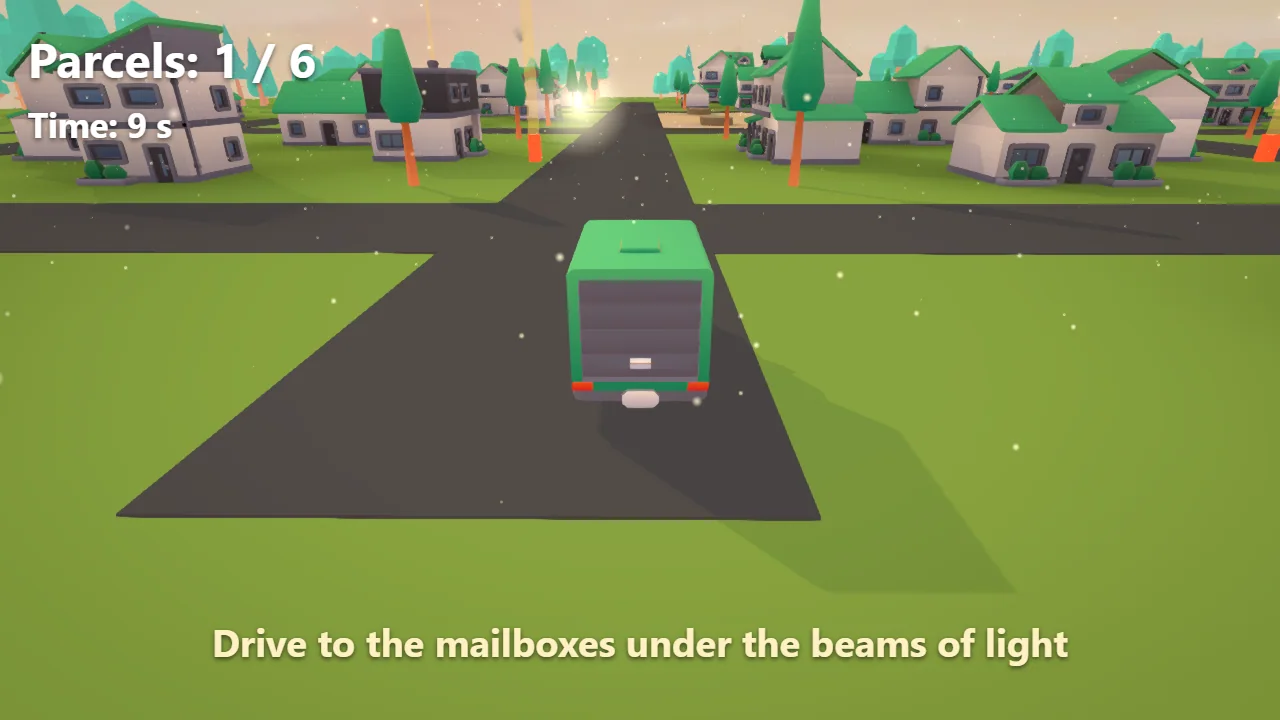 Parcels: 1 / 6
Time: 9 s
Drive to the mailboxes under the beams of light